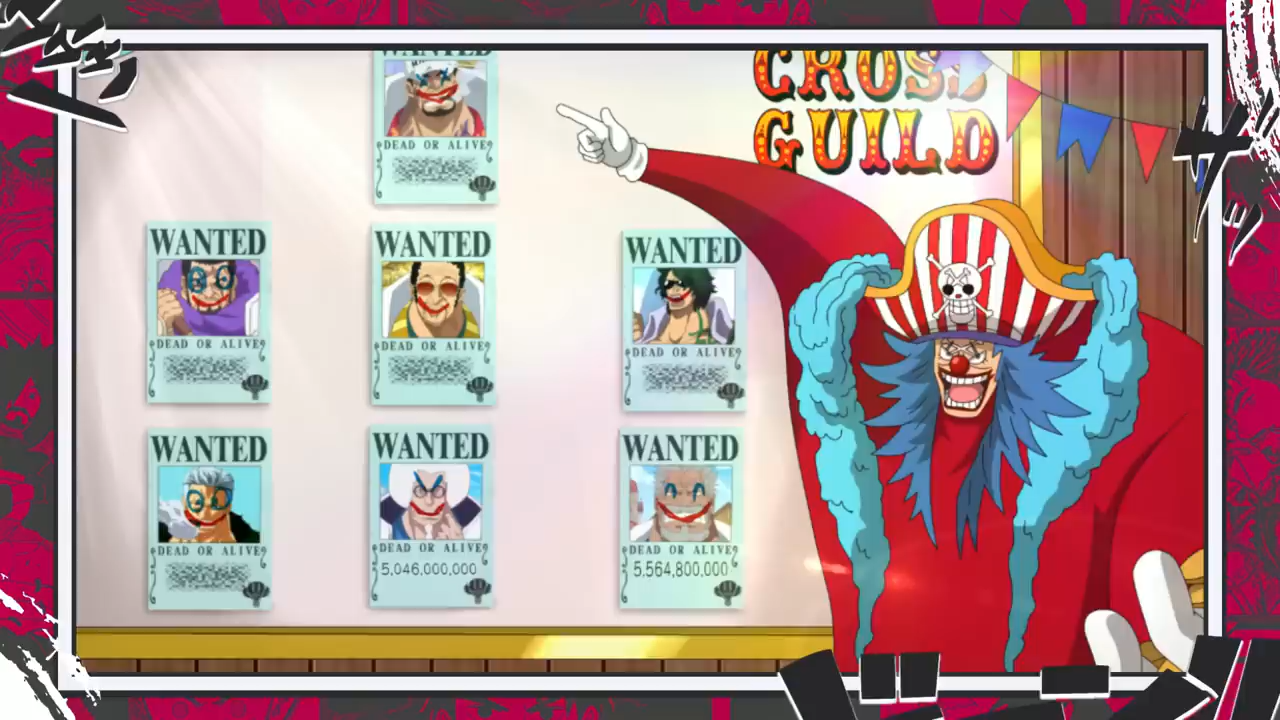 WANTED
DEAD OR ALIVE
CROSS
GUILD
WANTED
DEAD OR ALIVE
WANTED
DEAD OR ALIVE
WANTED
DEAD OR ALIVE
WANTED
DEAD OR ALIVE
WANTED
DEAD OR ALIVE
5,046,000,000
WANTED
DEAD OR ALIVE
5.564,800,000